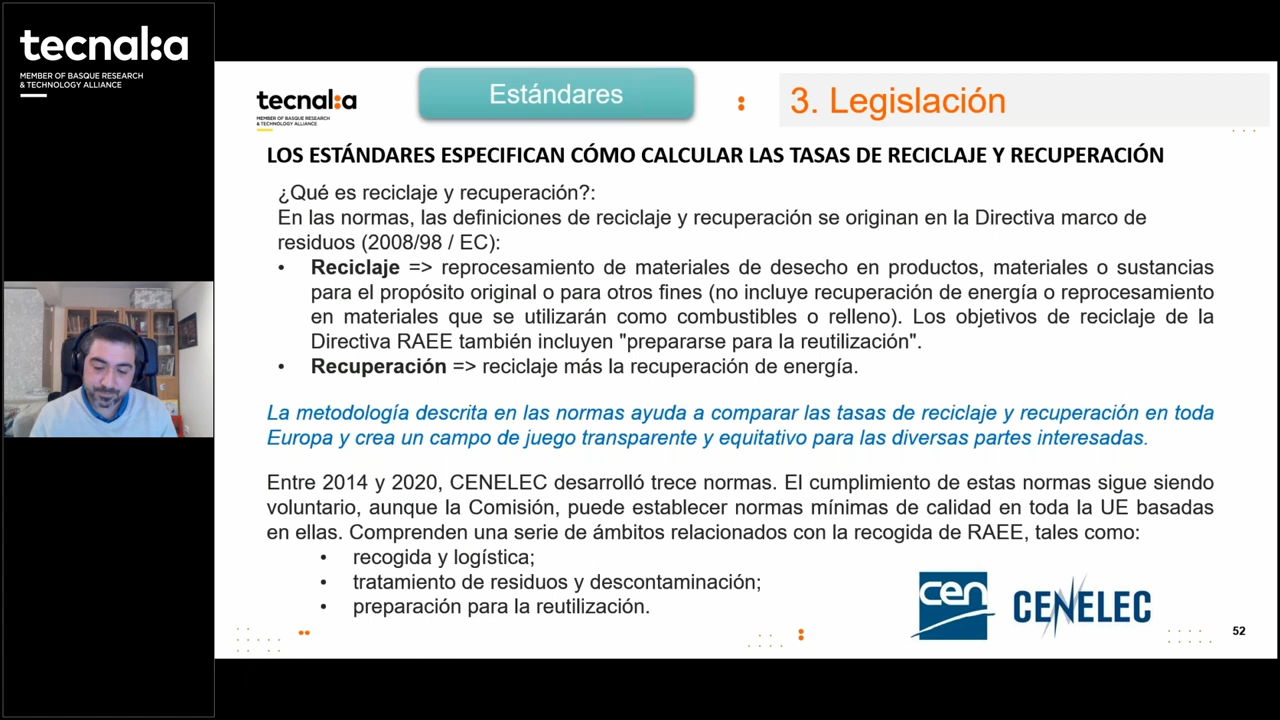 tecnal:a
MEMBER OF BASQUE RESEARCH
& TECHNOLOGY ALLIANCE
tecnal:a
MEMBER OF BASQUE RESEARCH
& TECHNOLOGY ALLIANCE
Estándares
3. Legislación
LOS ESTÁNDARES ESPECIFICAN CÓMO CALCULAR LAS TASAS DE RECICLAJE Y RECUPERACIÓN
¿Qué es reciclaje y recuperación?:
En las normas, las definiciones de reciclaje y recuperación se originan en la Directiva marco de
residuos (2008/98 / EC):
• Reciclaje => reprocesamiento de materiales de desecho en productos, materiales o sustancias
para el propósito original o para otros fines (no incluye recuperación de energía o reprocesamiento
en materiales que se utilizarán como combustibles o relleno). Los objetivos de reciclaje de la
Directiva RAEE también incluyen "prepararse para la reutilización".
• Recuperación => reciclaje más la recuperación de energía.
La metodología descrita en las normas ayuda a comparar las tasas de reciclaje y recuperación en toda
Europa y crea un campo de juego transparente y equitativo para las diversas partes interesadas.
Entre 2014 y 2020, CENELEC desarrolló trece normas. El cumplimiento de estas normas sigue siendo
voluntario, aunque la Comisión, puede establecer normas mínimas de calidad en toda la UE basadas
en ellas. Comprenden una serie de ámbitos relacionados con la recogida de RAEE, tales como:
• recogida y logística;
• tratamiento de residuos y descontaminación;
• preparación para la reutilización.
cen
CENELEC
52